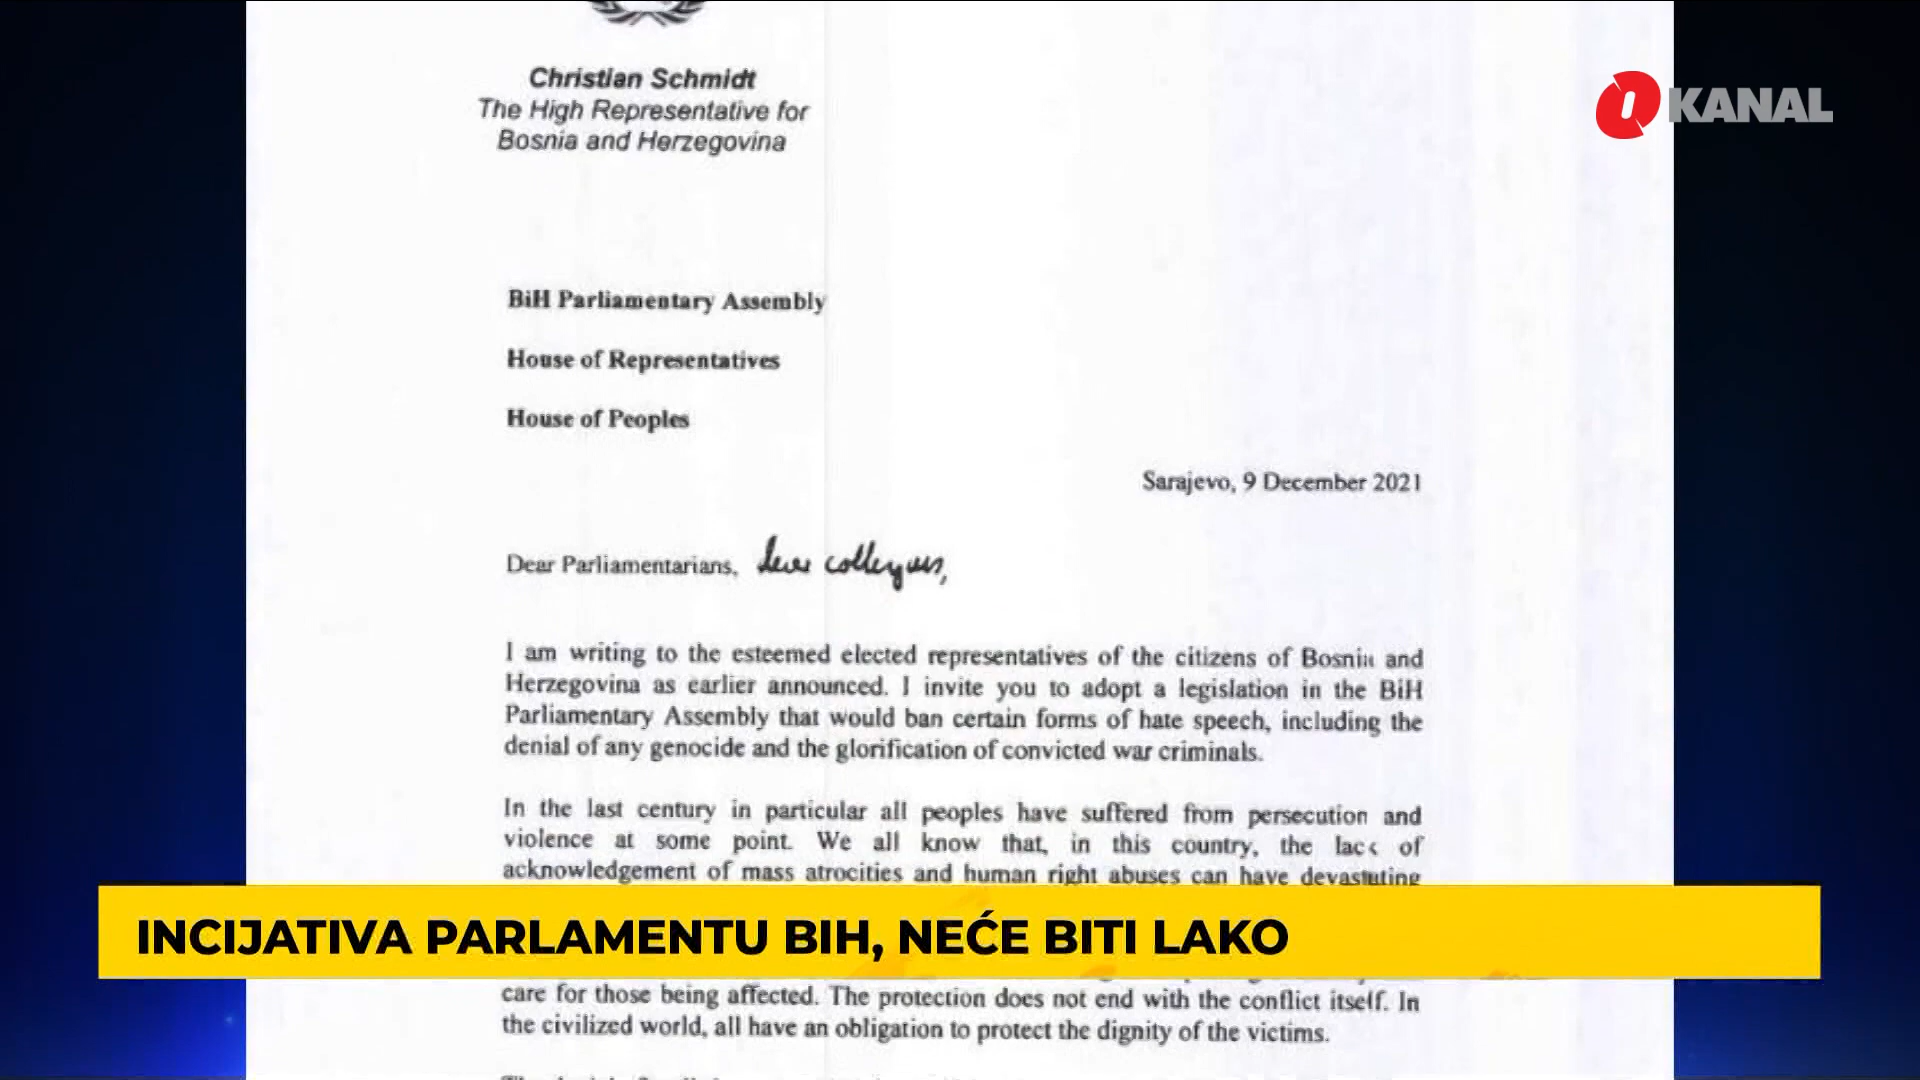 Christian Schmidt
The High Representative for
Bosnia and Herzegovina
O KANAL
BiH Parliamentary Assembly
House of Representatives
House of Peoples
Sarajevo, 9 December 2021
Dear Parliamentarians, dear colleagues,
I am writing to the esteemed elected representatives of the citizens of Bosnia and
Herzegovina as earlier announced. I invite you to adopt a legislation in the BiH
Parliamentary Assembly that would ban certain forms of hate speech, including the
denial of any genocide and the glorification of convicted war criminals.
In the last century in particular all peoples have suffered from persecution and
violence at some point. We all know that, in this country, the lack of
acknowledgement of mass atrocities and human right abuses can have devastating
INCIJATIVA PARLAMENTU BIH, NEĆE BITI LAKO
care for those being affected. The protection does not end with the conflict itself. In
the civilized world, all have an obligation to protect the dignity of the victims.